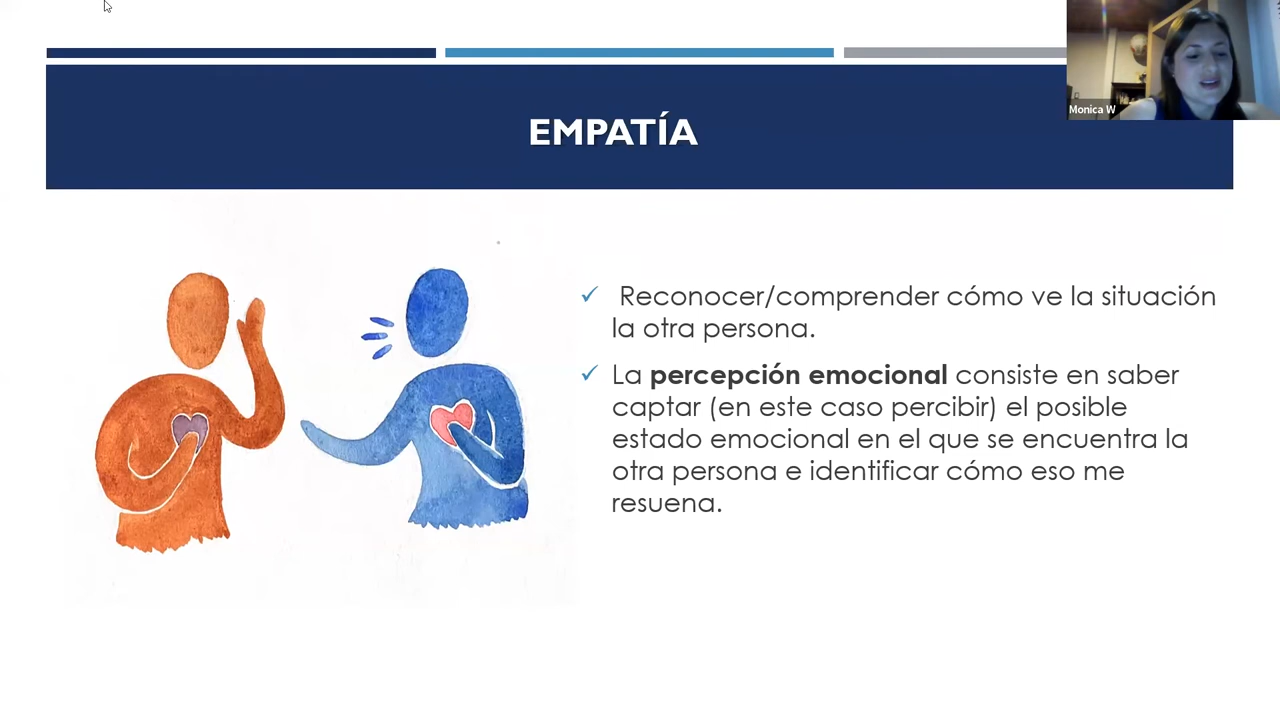 Monica W
EMPATÍA
Reconocer/comprender cómo ve la situación
la otra persona.
La percepción emocional consiste en saber
captar (en este caso percibir) el posible
estado emocional en el que se encuentra la
otra persona e identificar cómo eso me
resuena.